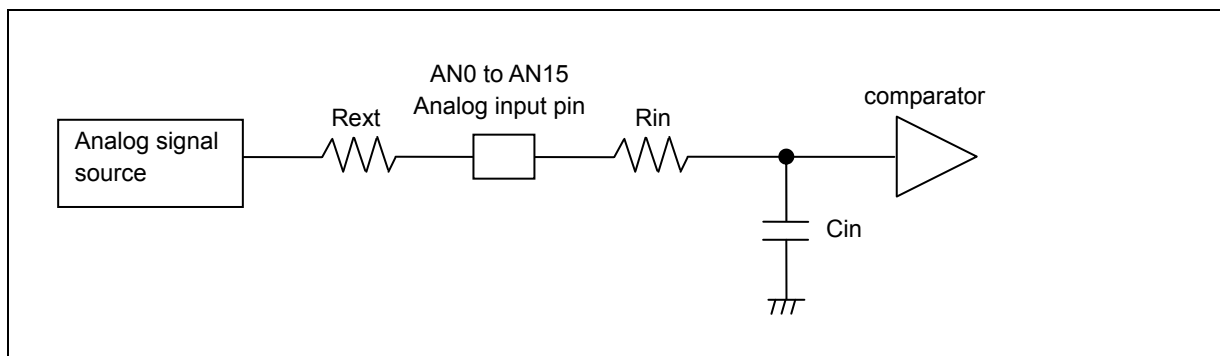 AN0 to AN15
Analog input pin
comparator
Rext
Rin
Analog signal
source
Cin